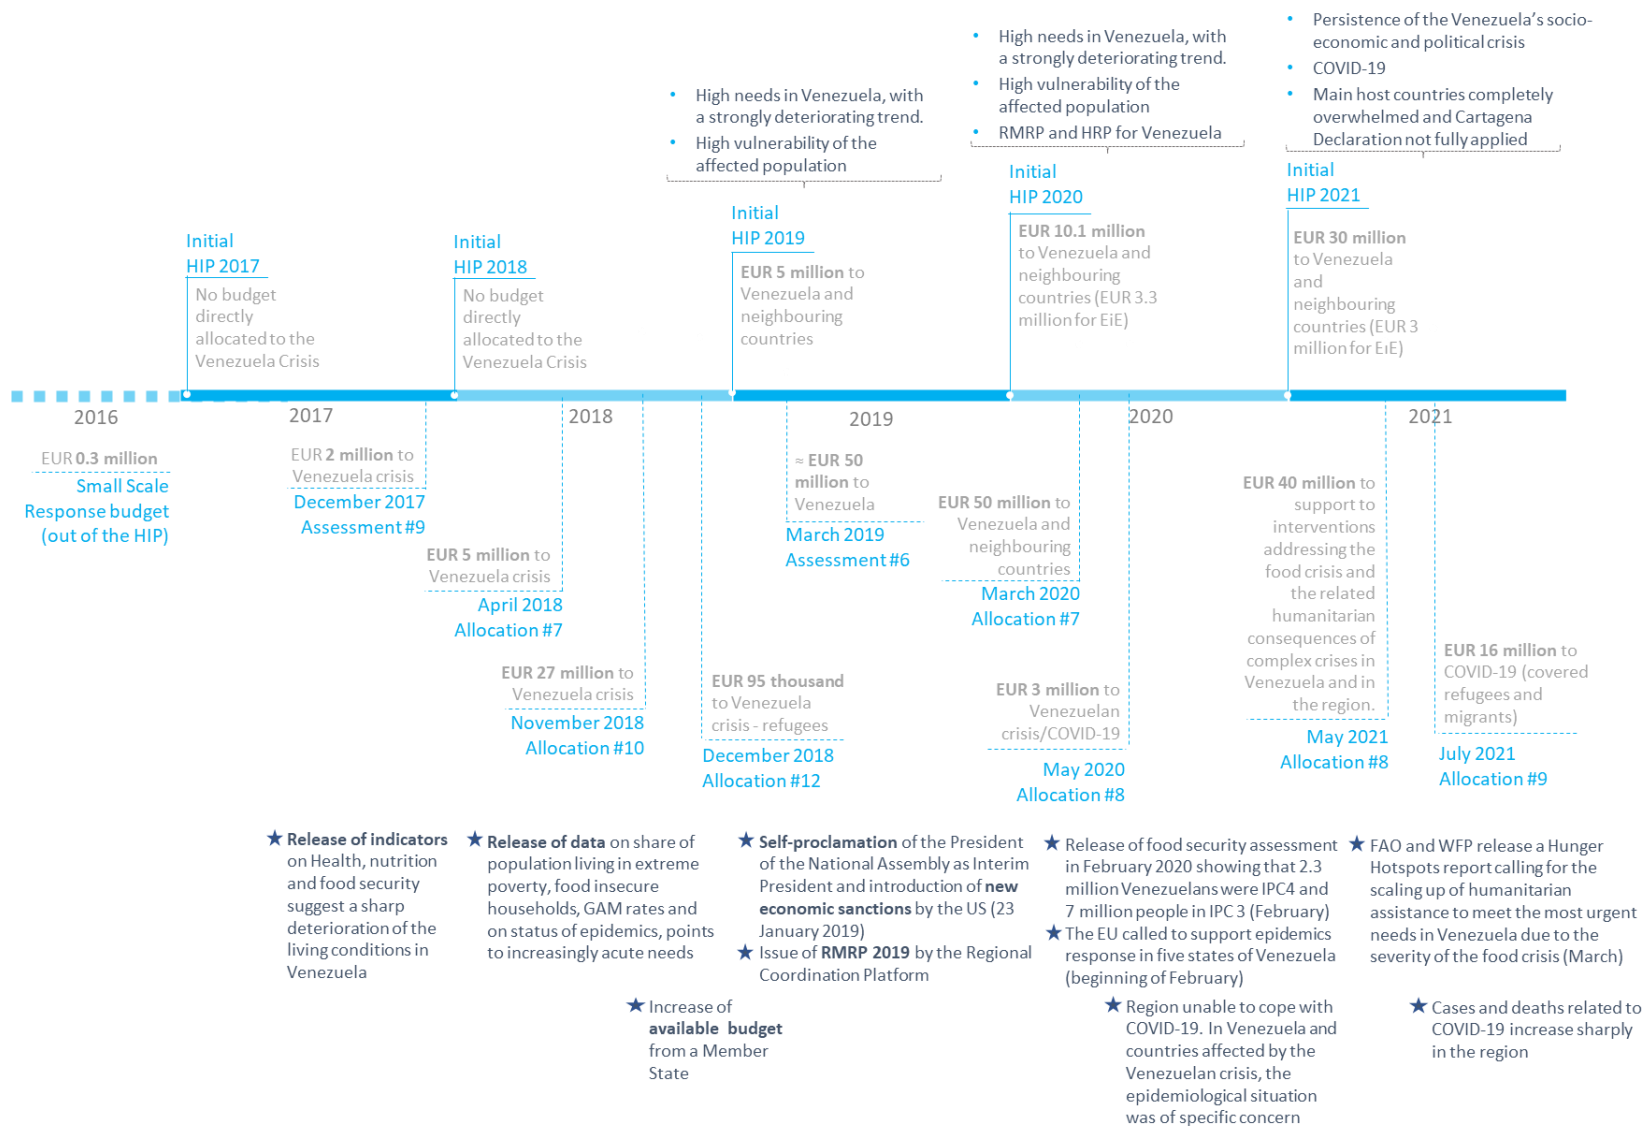 • High needs in Venezuela, with
a strongly deteriorating trend.
• High vulnerability of the
affected population
• High needs in Venezuela, with
a strongly deteriorating trend.
• High vulnerability of the
affected population
• RMRP and HRP for Venezuela
• Persistence of the Venezuela's socio-
economic and political crisis
• COVID-19
• Main host countries completely
overwhelmed and Cartagena
Declaration not fully applied
Initial
HIP 2017
No budget
directly
allocated to the
Venezuela Crisis
Initial
HIP 2018
No budget
directly
allocated to the
Venezuela Crisis
Initial
HIP 2019
EUR 5 million to
Venezuela and
neighbouring
countries
Initial
HIP 2020
EUR 10.1 million
to Venezuela and
neighbouring
countries (EUR 3.3
million for EiE)
Initial
HIP 2021
EUR 30 million
to Venezuela
and
neighbouring
countries (EUR 3
million for EiE)
2016
2017
2018
2019
2020
2021
EUR 0.3 million
Small Scale
Response budget
(out of the HIP)
EUR 2 million to
Venezuela crisis
December 2017
Assessment #9
EUR 5 million to
Venezuela crisis
April 2018
Allocation #7
EUR 27 million to
Venezuela crisis
November 2018
Allocation #10
EUR 95 thousand
to Venezuela
crisis - refugees
December 2018
Allocation #12
≈ EUR 50
million to
Venezuela
March 2019
Assessment #6
EUR 50 million to
Venezuela and
neighbouring
countries
March 2020
Allocation #7
EUR 3 million to
Venezuelan
crisis/COVID-19
May 2020
Allocation #8
EUR 40 million to
support to
interventions
addressing the
food crisis and
the related
humanitarian
consequences of
complex crises in
Venezuela and in
the region.
May 2021
Allocation #8
EUR 16 million to
COVID-19 (covered
refugees and
migrants)
July 2021
Allocation #9
★ Release of indicators
on Health, nutrition
and food security
suggest a sharp
deterioration of the
living conditions in
Venezuela
★ Release of data on share of
population living in extreme
poverty, food insecure
households, GAM rates and
on status of epidemics, points
to increasingly acute needs
★ Increase of
available budget
from a Member
State
★ Self-proclamation of the President
of the National Assembly as Interim
President and introduction of new
economic sanctions by the US (23
January 2019)
★ Issue of RMRP 2019 by the Regional
Coordination Platform
★ Release of food security assessment
in February 2020 showing that 2.3
million Venezuelans were IPC4 and
7 million people in IPC 3 (February)
★ The EU called to support epidemics
response in five states of Venezuela
(beginning of February)
★ Region unable to cope with
COVID-19. In Venezuela and
countries affected by the
Venezuelan crisis, the
epidemiological situation
was of specific concern
★ FAO and WFP release a Hunger
Hotspots report calling for the
scaling up of humanitarian
assistance to meet the most urgent
needs in Venezuela due to the
severity of the food crisis (March)
★ Cases and deaths related to
COVID-19 increase sharply
in the region